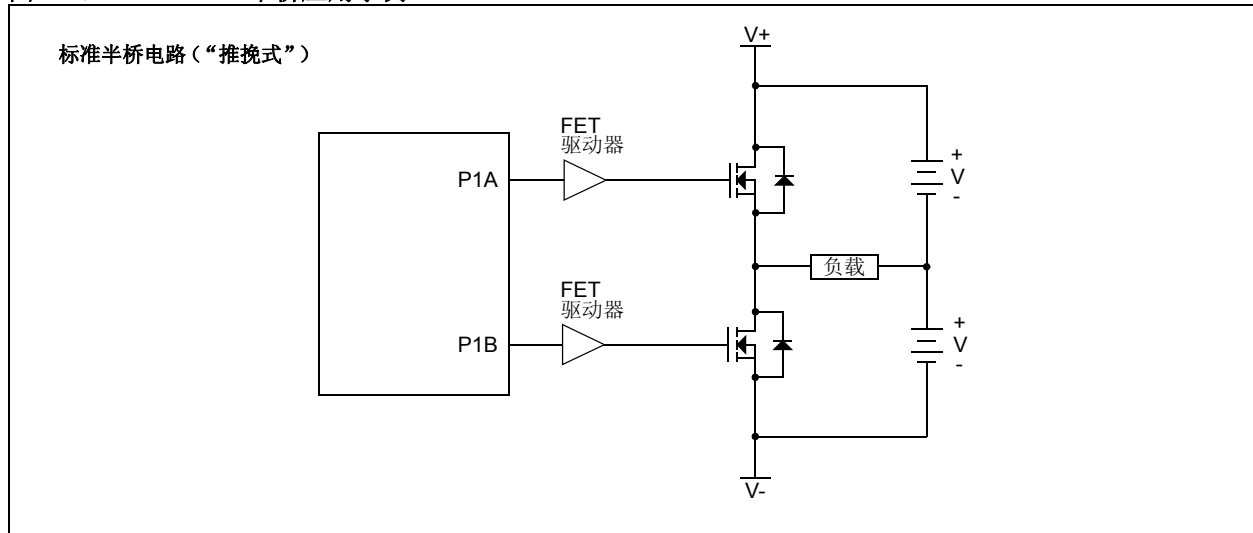 标准半桥电路（“推挽式”）
V+
FET
驱动器
P1A
+
V
-
负载
FET
驱动器
P1B
+
V
-
V-